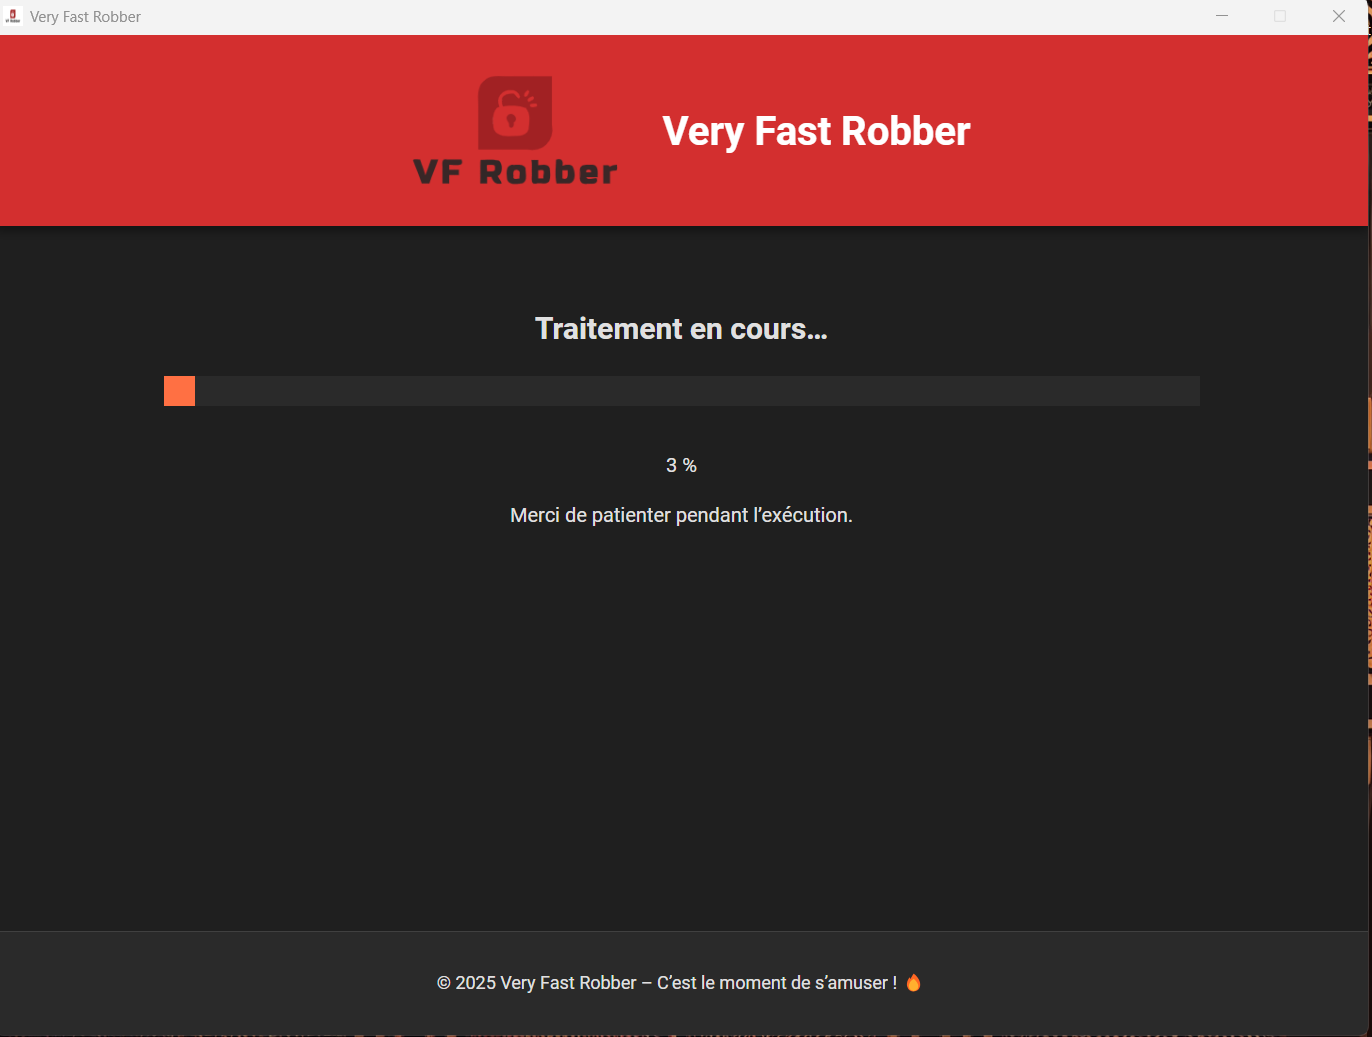 Very Fast Robber
VF Robber
Very Fast Robber
Traitement en cours…
3 %
Merci de patienter pendant l’exécution.
© 2025 Very Fast Robber – C’est le moment de s’amuser ! 🔥